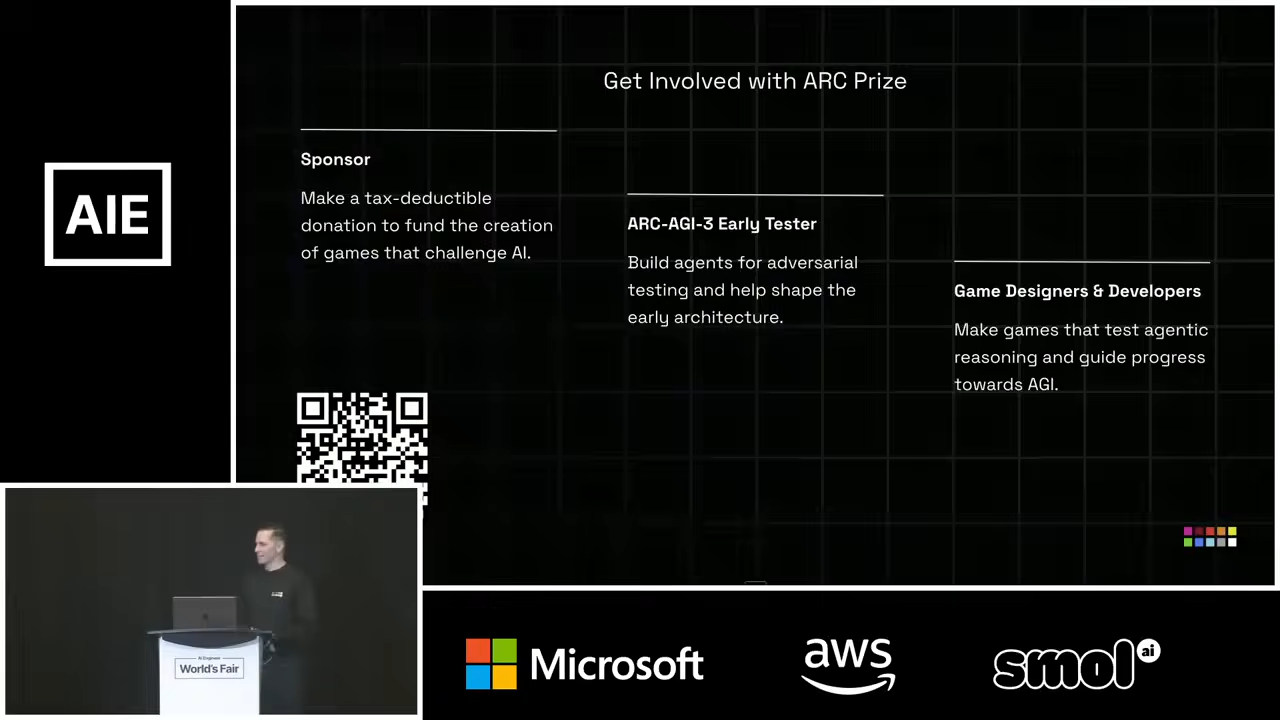 Get Involved with ARC Prize
AIE
Sponsor
Make a tax-deductible
donation to fund the creation
of games that challenge AI.
ARC-AGI-3 Early Tester
Build agents for adversarial
testing and help shape the
early architecture.
Game Designers & Developers
Make games that test agentic
reasoning and guide progress
towards AGI.
AI Engineer
World's Fair
Microsoft
aws
smol ai